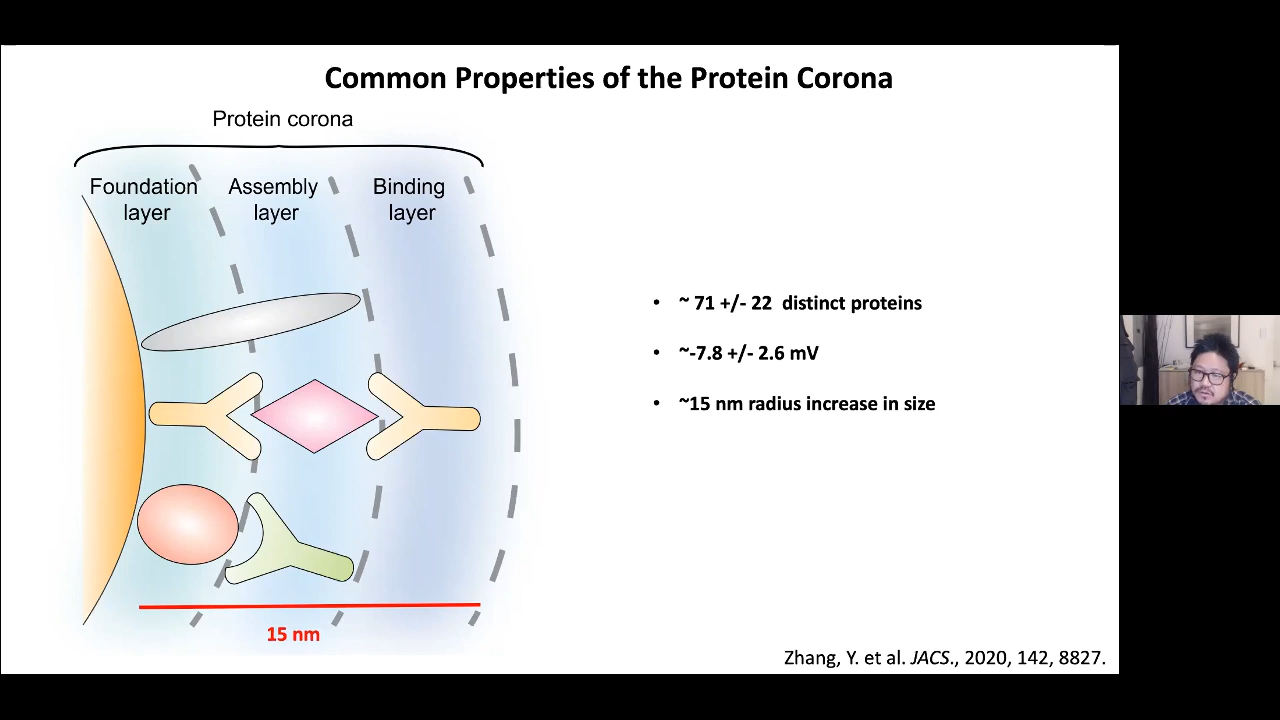 Common Properties of the Protein Corona
Protein corona
Foundation
layer
Assembly
layer
Binding
layer
• ~ 71 +/- 22 distinct proteins
• ~-7.8 +/- 2.6 mV
• ~15 nm radius increase in size
15 nm
Zhang, Y. et al. JACS., 2020, 142, 8827.